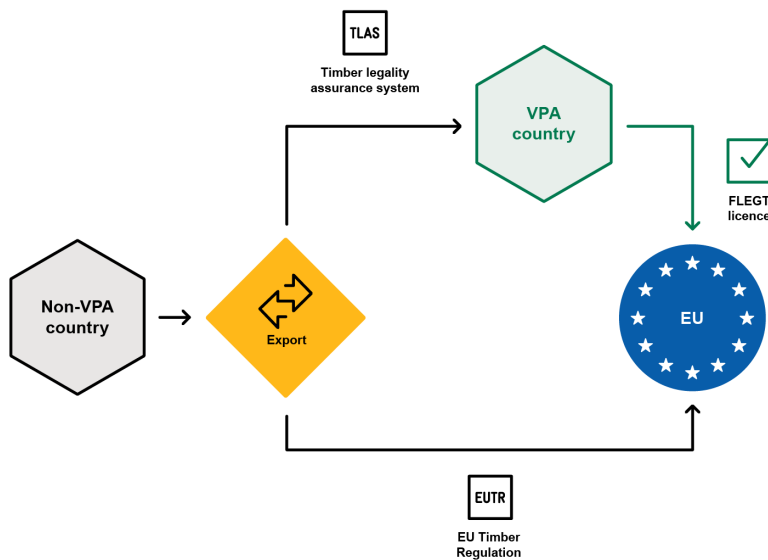 TLAS
Timber legality
assurance system
VPA
country
FLEGT
licence
Non-VPA
country
Export
EU
EUTR
EU Timber
Regulation